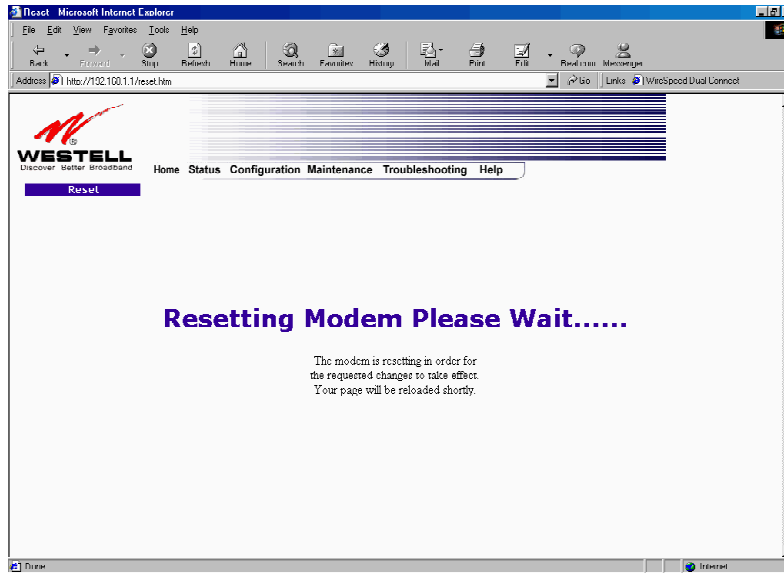 Microsoft Internet Explorer
File Edit View Favorites Tools Help
Back Forward Stop Refresh Home Search Favorites History Mail Print Edit Real.com Messenger
Address http://192.168.1.1/reset.htm Go Links WireSpeed Dual Connect
WESTELL
Discover Better Broadband
Home Status Configuration Maintenance Troubleshooting Help
Reset
Resetting Modem Please Wait......
The modem is resetting in order for
the requested changes to take effect.
Your page will be reloaded shortly.
Done Internet